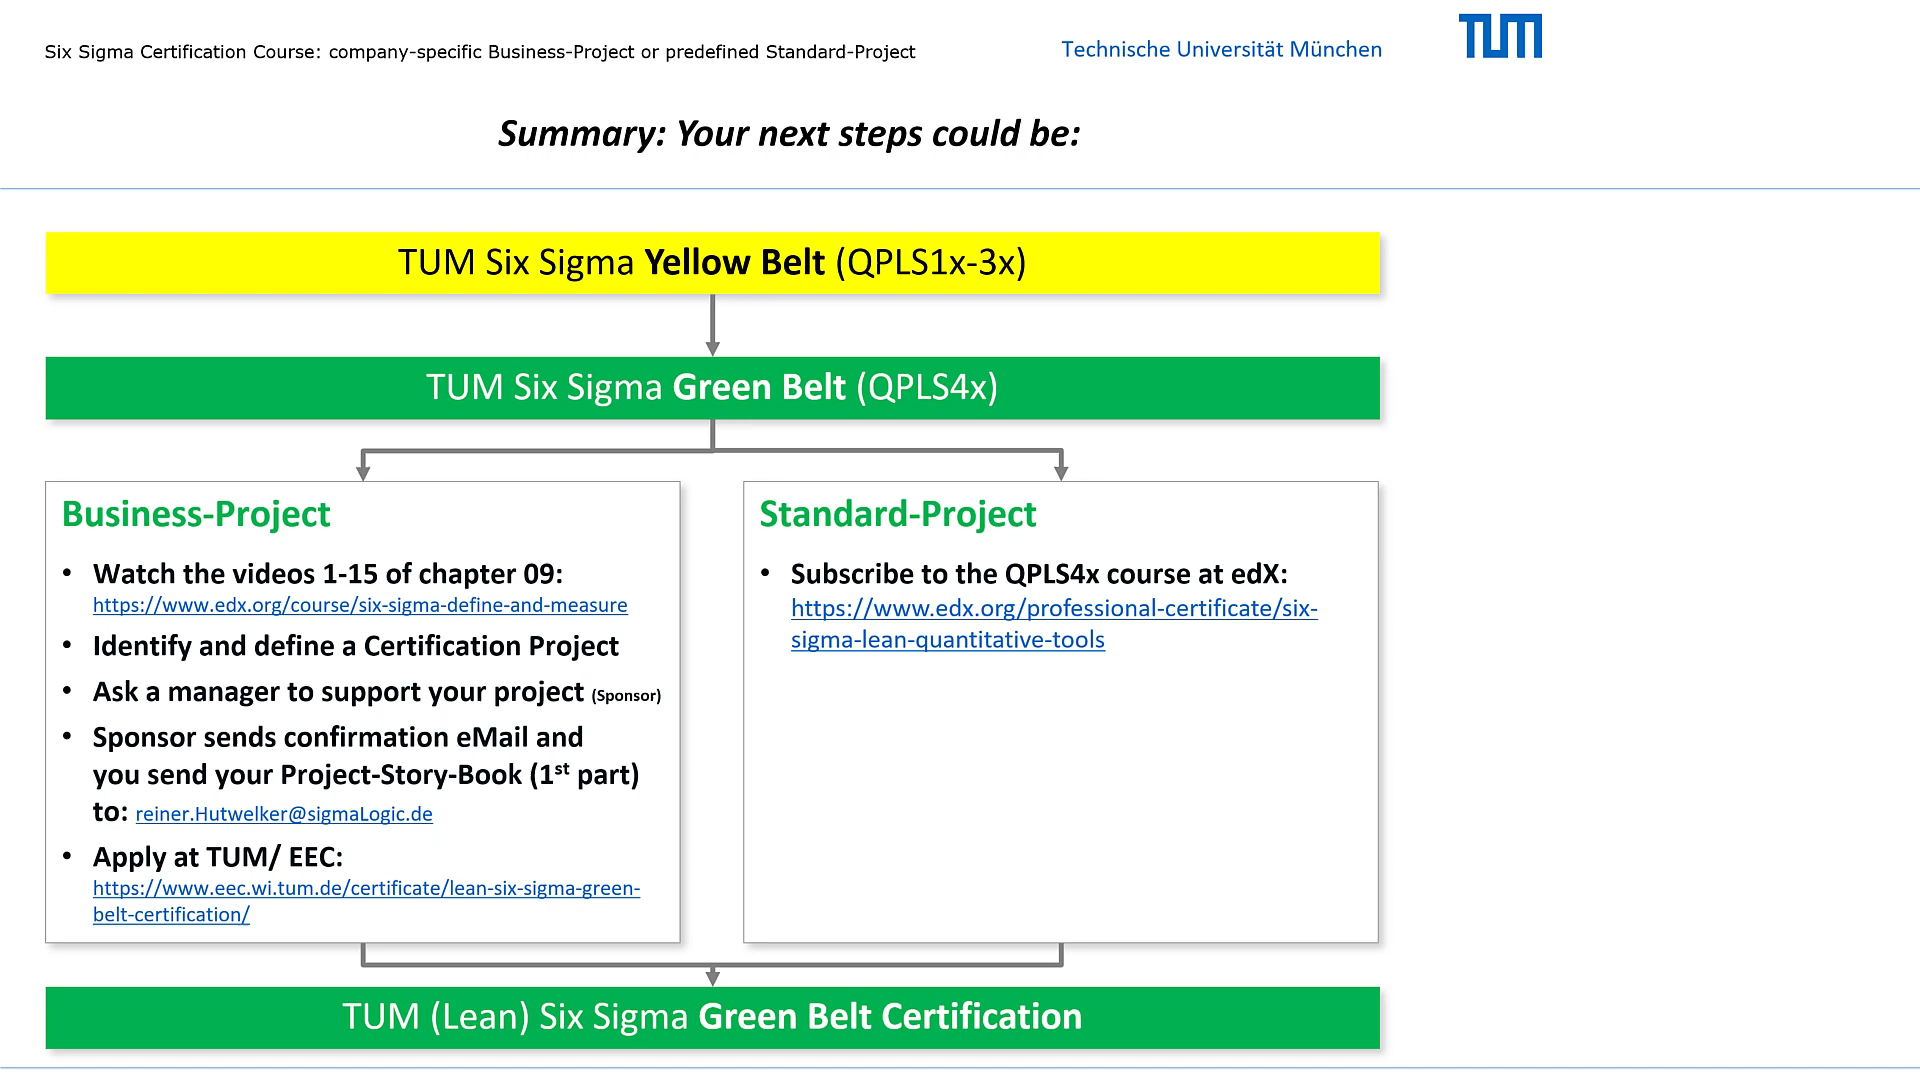 Six Sigma Certification Course: company-specific Business-Project or predefined Standard-Project
Technische Universität München
TUM
Summary: Your next steps could be:
TUM Six Sigma Yellow Belt (QPLS1x-3x)
TUM Six Sigma Green Belt (QPLS4x)
Business-Project
• Watch the videos 1-15 of chapter 09:
https://www.edx.org/course/six-sigma-define-and-measure
• Identify and define a Certification Project
• Ask a manager to support your project (Sponsor)
• Sponsor sends confirmation eMail and
you send your Project-Story-Book (1st part)
to: reiner.Hutwelker@sigmaLogic.de
• Apply at TUM/ EEC:
https://www.eec.wi.tum.de/certificate/lean-six-sigma-green-
belt-certification/
Standard-Project
• Subscribe to the QPLS4x course at edX:
https://www.edx.org/professional-certificate/six-
sigma-lean-quantitative-tools
TUM (Lean) Six Sigma Green Belt Certification